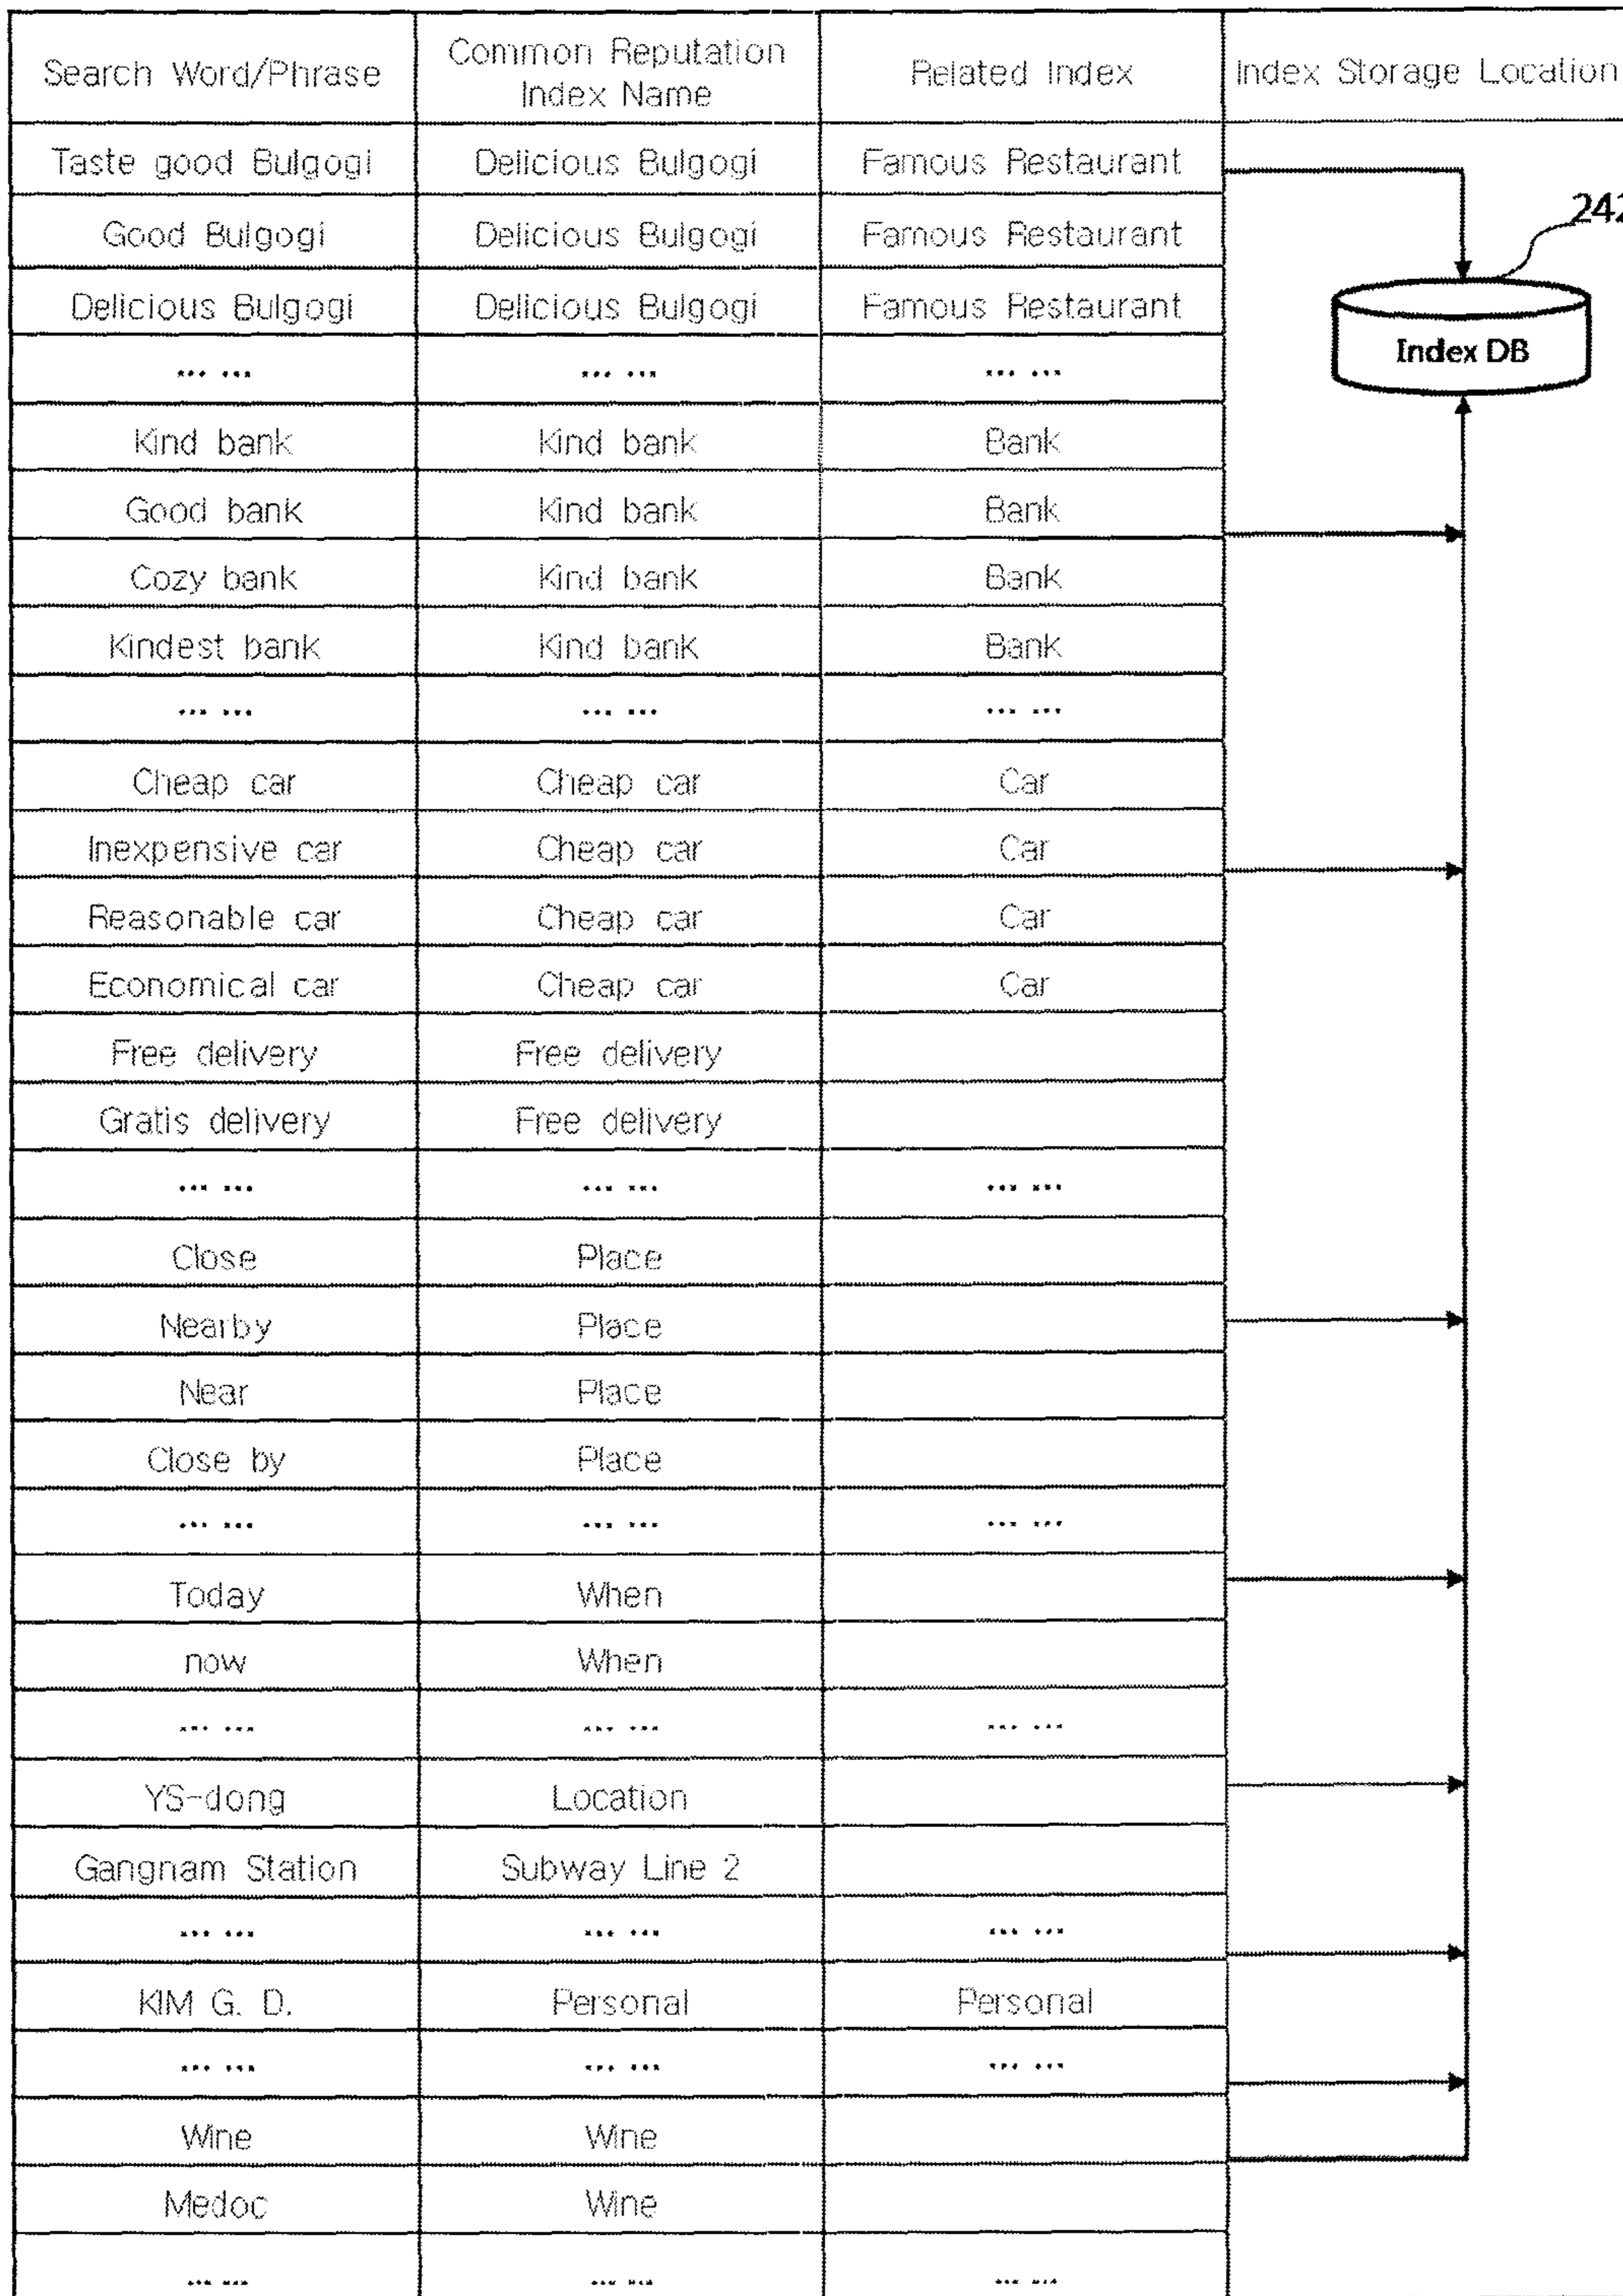 Search Word/Phrase Common Reputation Index Name Related Index Index Storage Location
Taste good Bulgogi Delicious Bulgogi Famous Restaurant
242
Good Bulgogi Delicious Bulgogi Famous Restaurant
Delicious Bulgogi Delicious Bulgogi Famous Restaurant
Index DB
... ... ... ... ... ...
Kind bank Kind bank Bank
Good bank Kind bank Bank
Cozy bank Kind bank Bank
Kindest bank Kind bank Bank
... ... ... ... ... ...
Cheap car Cheap car Car
Inexpensive car Cheap car Car
Reasonable car Cheap car Car
Economical car Cheap car Car
Free delivery Free delivery
Gratis delivery Free delivery
... ... ... ... ... ...
Close Place
Nearby Place
Near Place
Close by Place
... ... ... ... ... ...
Today When
now When
... ... ... ... ... ...
YS-dong Location
Gangnam Station Subway Line 2
... ... ... ... ... ...
KIM G. D. Personal Personal
... ... ... ... ... ...
Wine Wine
Medoc Wine
... ... ... ... ... ...